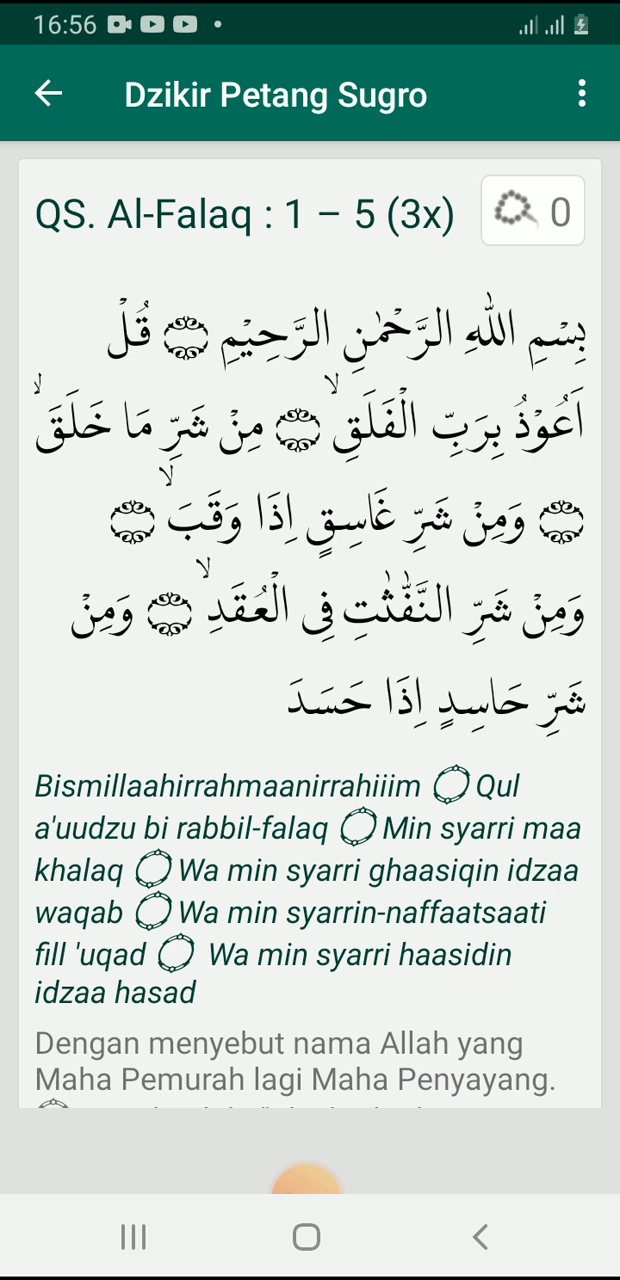 16:56
Dzikir Petang Sugro
QS. Al-Falaq : 1 – 5 (3x)
0
بِسْمِ اللّٰهِ الرَّحْمٰنِ الرَّحِيْمِ ۝ قُلْ
اَعُوْذُ بِرَبِّ الْفَلَقِۙ ۝ مِنْ شَرِّ مَا خَلَقَۙ
۝ وَمِنْ شَرِّ غَاسِقٍ اِذَا وَقَبَۙ ۝
وَمِنْ شَرِّ النَّفّٰثٰتِ فِى الْعُقَدِۙ ۝ وَمِنْ
شَرِّ حَاسِدٍ اِذَا حَسَدَ
Bismillaahirrahmaanirrahiiim ۝ Qul
a'uudzu bi rabbil-falaq ۝ Min syarri maa
khalaq ۝ Wa min syarri ghaasiqin idzaa
waqab ۝ Wa min syarrin-naffaatsaati
fill 'uqad ۝ Wa min syarri haasidin
idzaa hasad
Dengan menyebut nama Allah yang
Maha Pemurah lagi Maha Penyayang.